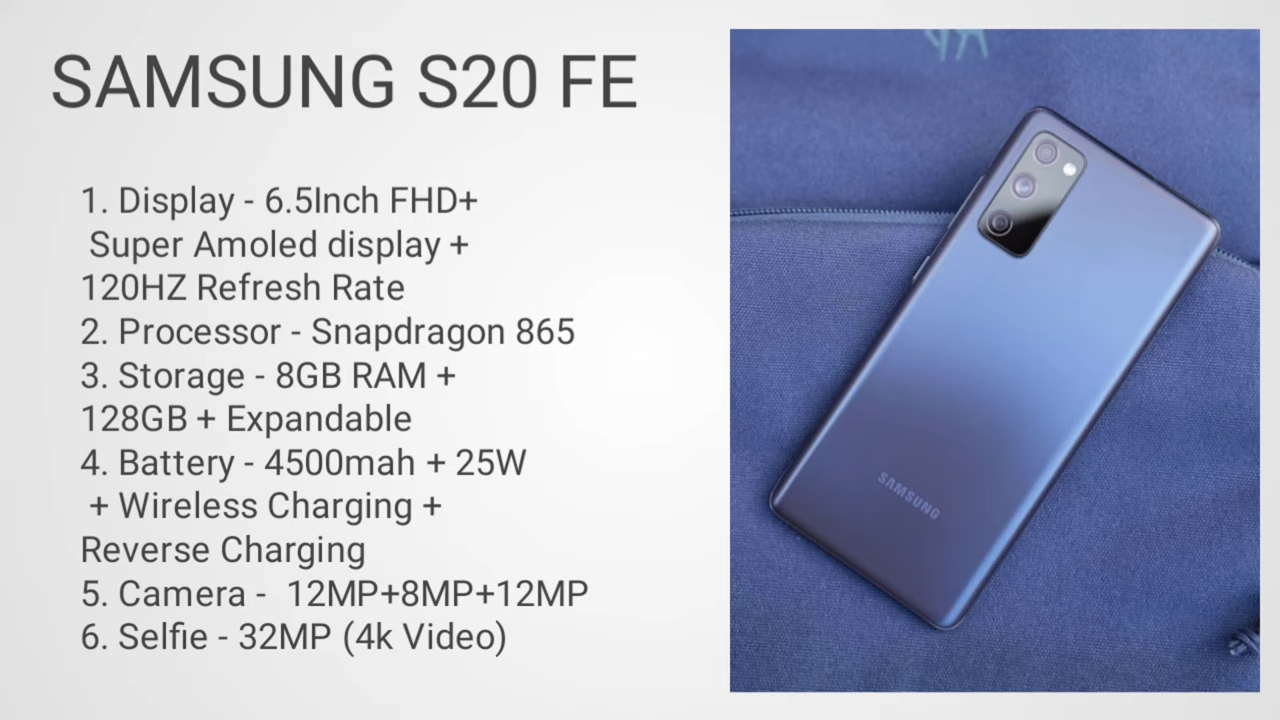 SAMSUNG S20 FE
1. Display - 6.5Inch FHD+
Super Amoled display +
120HZ Refresh Rate
2. Processor - Snapdragon 865
3. Storage - 8GB RAM +
128GB + Expandable
4. Battery - 4500mah + 25W
+ Wireless Charging +
Reverse Charging
5. Camera -  12MP+8MP+12MP
6. Selfie - 32MP (4k Video)
SAMSUNG